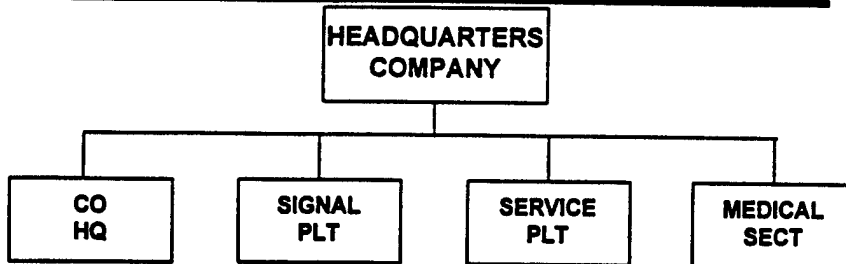 HEADQUARTERS
COMPANY
CO
HQ
SIGNAL
PLT
SERVICE
PLT
MEDICAL
SECT